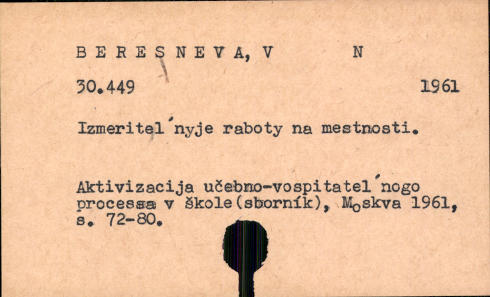 BERESNEVA, V N
30.449 1961
Izmeritel´nyje raboty na mestnosti.
Aktivizacija učebno-vospitatel´nogo
processa v škole(sborník), Moskva 1961,
s. 72-80.